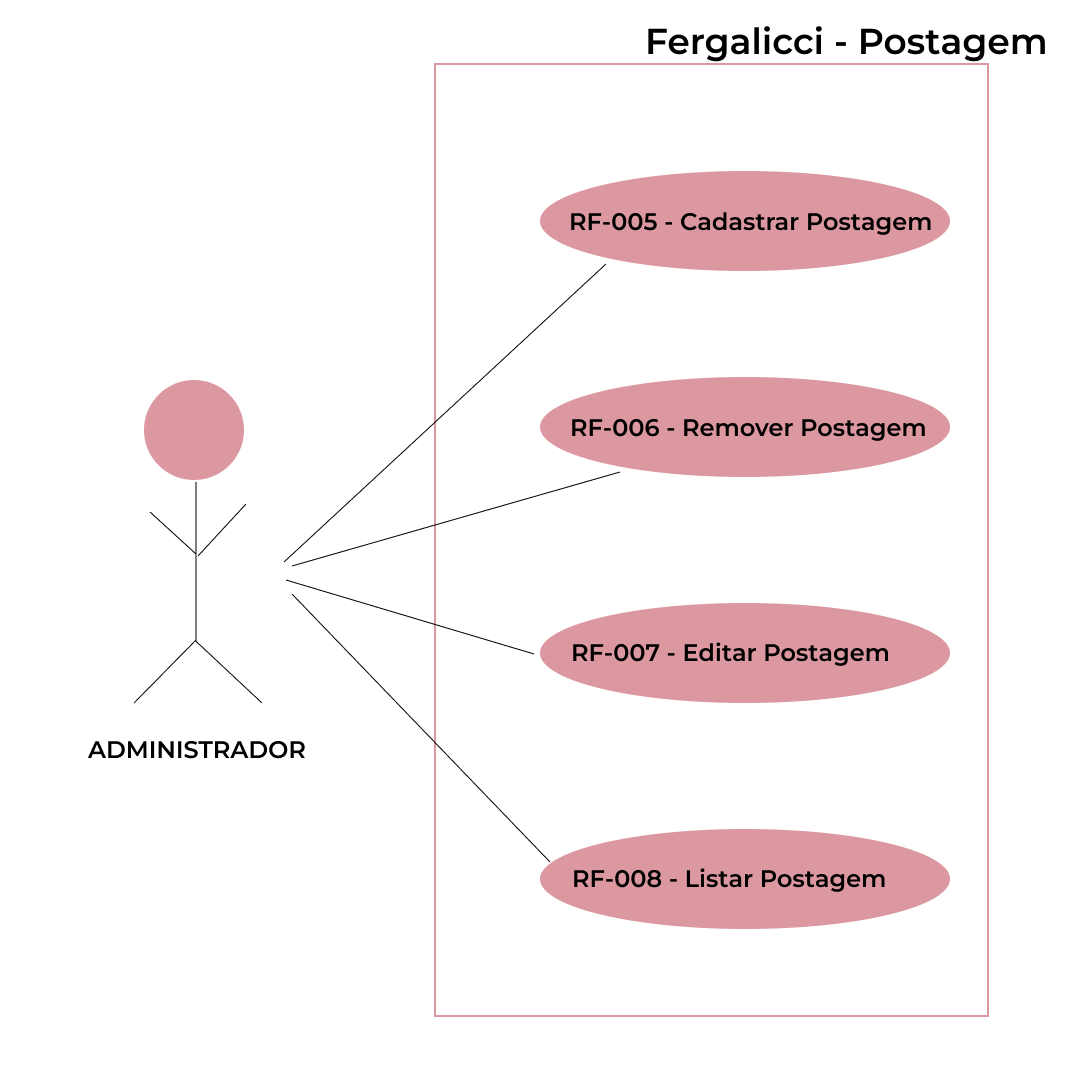 Fergalicci - Postagem
RF-005 - Cadastrar Postagem
RF-006 - Remover Postagem
RF-007 - Editar Postagem
ADMINISTRADOR
RF-008 - Listar Postagem